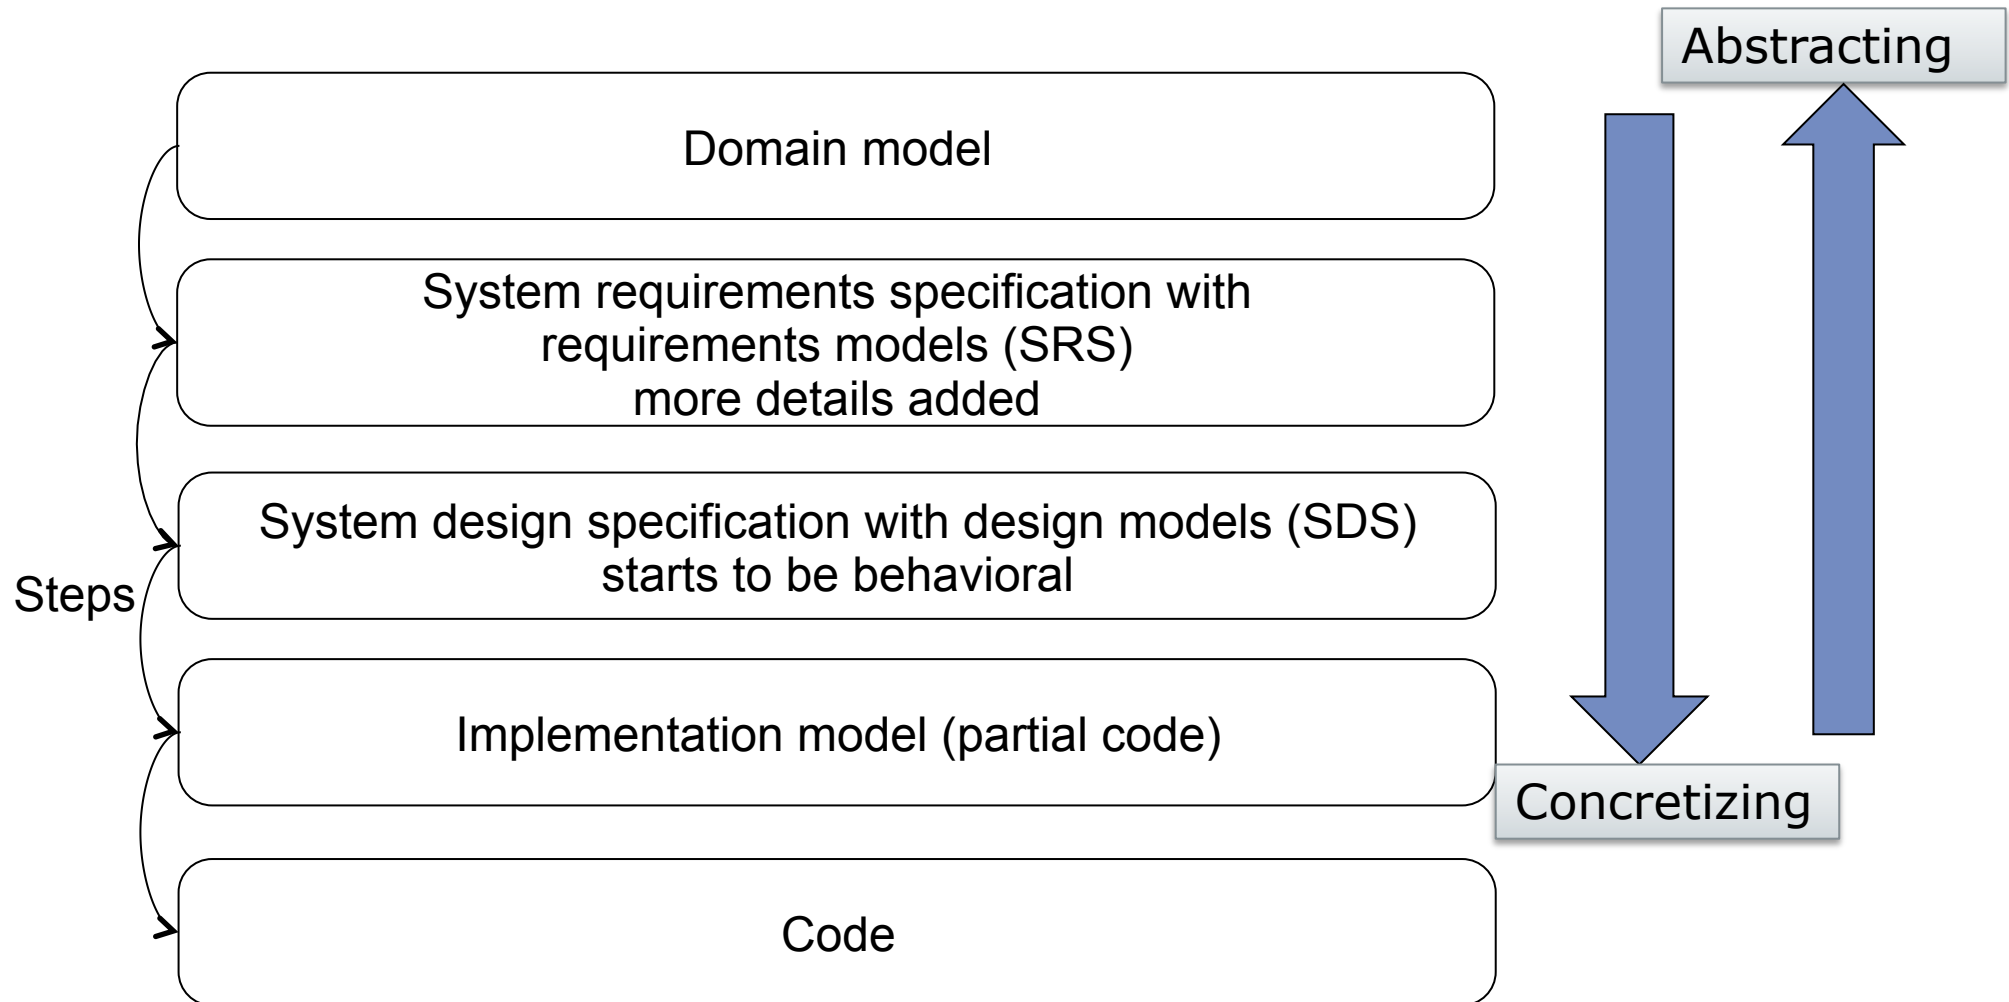 Abstracting
Domain model
System requirements specification with
requirements models (SRS)
more details added
System design specification with design models (SDS)
starts to be behavioral
Steps
Implementation model (partial code)
Concretizing
Code